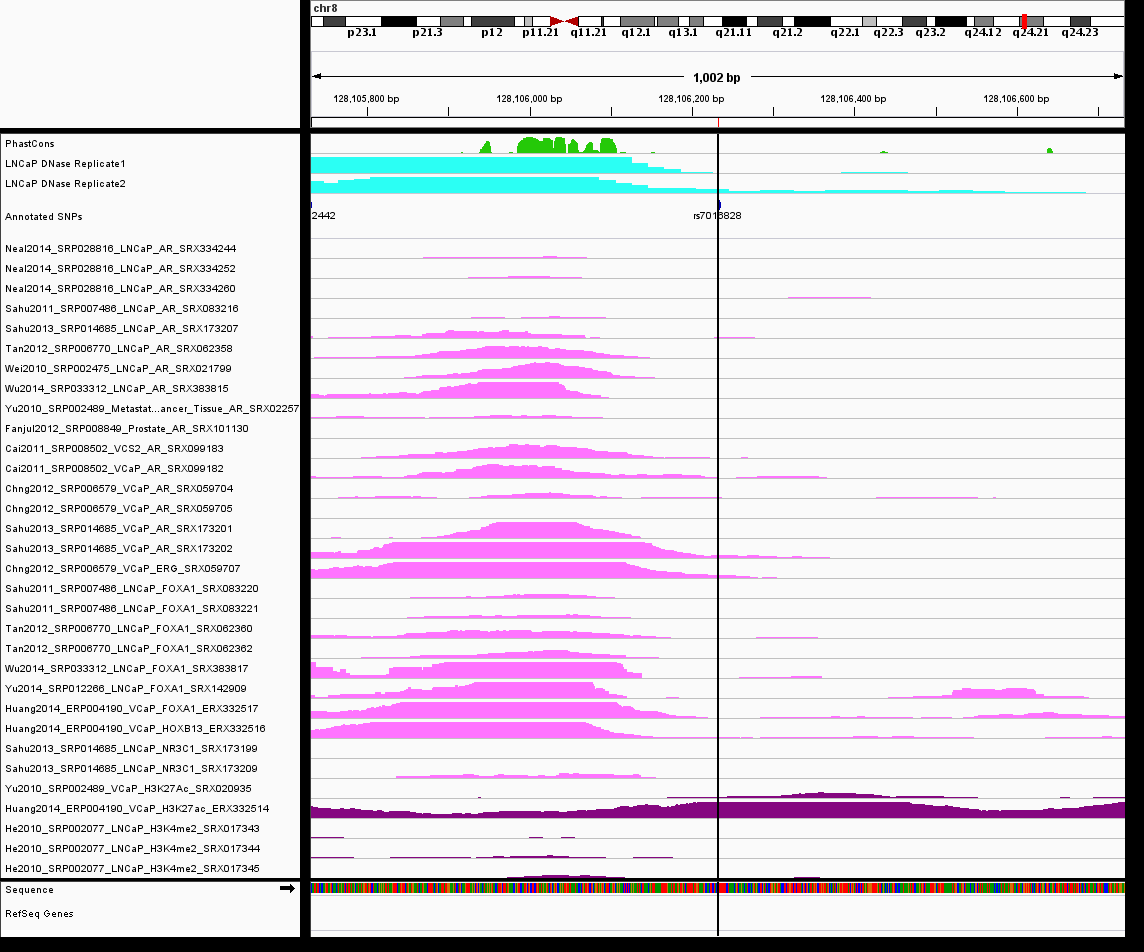 chr8
p23.1 p21.3 p12 p11.21 q11.21 q12.1 q13.1 q21.11 q21.2 q22.1 q22.3 q23.2 q24.12 q24.21 q24.23
1,002 bp
128,105,800 bp 128,106,000 bp 128,106,200 bp 128,106,400 bp 128,106,600 bp
PhastCons
LNCaP DNase Replicate1
LNCaP DNase Replicate2
Annotated SNPs
2442 rs7016828
Neal2014_SRP028816_LNCaP_AR_SRX334244
Neal2014_SRP028816_LNCaP_AR_SRX334252
Neal2014_SRP028816_LNCaP_AR_SRX334260
Sahu2011_SRP007486_LNCaP_AR_SRX083216
Sahu2013_SRP014685_LNCaP_AR_SRX173207
Tan2012_SRP006770_LNCaP_AR_SRX062358
Wei2010_SRP002475_LNCaP_AR_SRX021799
Wu2014_SRP033312_LNCaP_AR_SRX383815
Yu2010_SRP002489_Metastat...ancer_Tissue_AR_SRX02257
Fanjul2012_SRP008849_Prostate_AR_SRX101130
Cai2011_SRP008502_VCS2_AR_SRX099183
Cai2011_SRP008502_VCaP_AR_SRX099182
Chng2012_SRP006579_VCaP_AR_SRX059704
Chng2012_SRP006579_VCaP_AR_SRX059705
Sahu2013_SRP014685_VCaP_AR_SRX173201
Sahu2013_SRP014685_VCaP_AR_SRX173202
Chng2012_SRP006579_VCaP_ERG_SRX059707
Sahu2011_SRP007486_LNCaP_FOXA1_SRX083220
Sahu2011_SRP007486_LNCaP_FOXA1_SRX083221
Tan2012_SRP006770_LNCaP_FOXA1_SRX062360
Tan2012_SRP006770_LNCaP_FOXA1_SRX062362
Wu2014_SRP033312_LNCaP_FOXA1_SRX383817
Yu2014_SRP012266_LNCaP_FOXA1_SRX142909
Huang2014_ERP004190_VCaP_FOXA1_ERX332517
Huang2014_ERP004190_VCaP_HOXB13_ERX332516
Sahu2013_SRP014685_LNCaP_NR3C1_SRX173199
Sahu2013_SRP014685_LNCaP_NR3C1_SRX173209
Yu2010_SRP002489_VCaP_H3K27Ac_SRX020935
Huang2014_ERP004190_VCaP_H3K27ac_ERX332514
He2010_SRP002077_LNCaP_H3K4me2_SRX017343
He2010_SRP002077_LNCaP_H3K4me2_SRX017344
He2010_SRP002077_LNCaP_H3K4me2_SRX017345
Sequence
RefSeq Genes